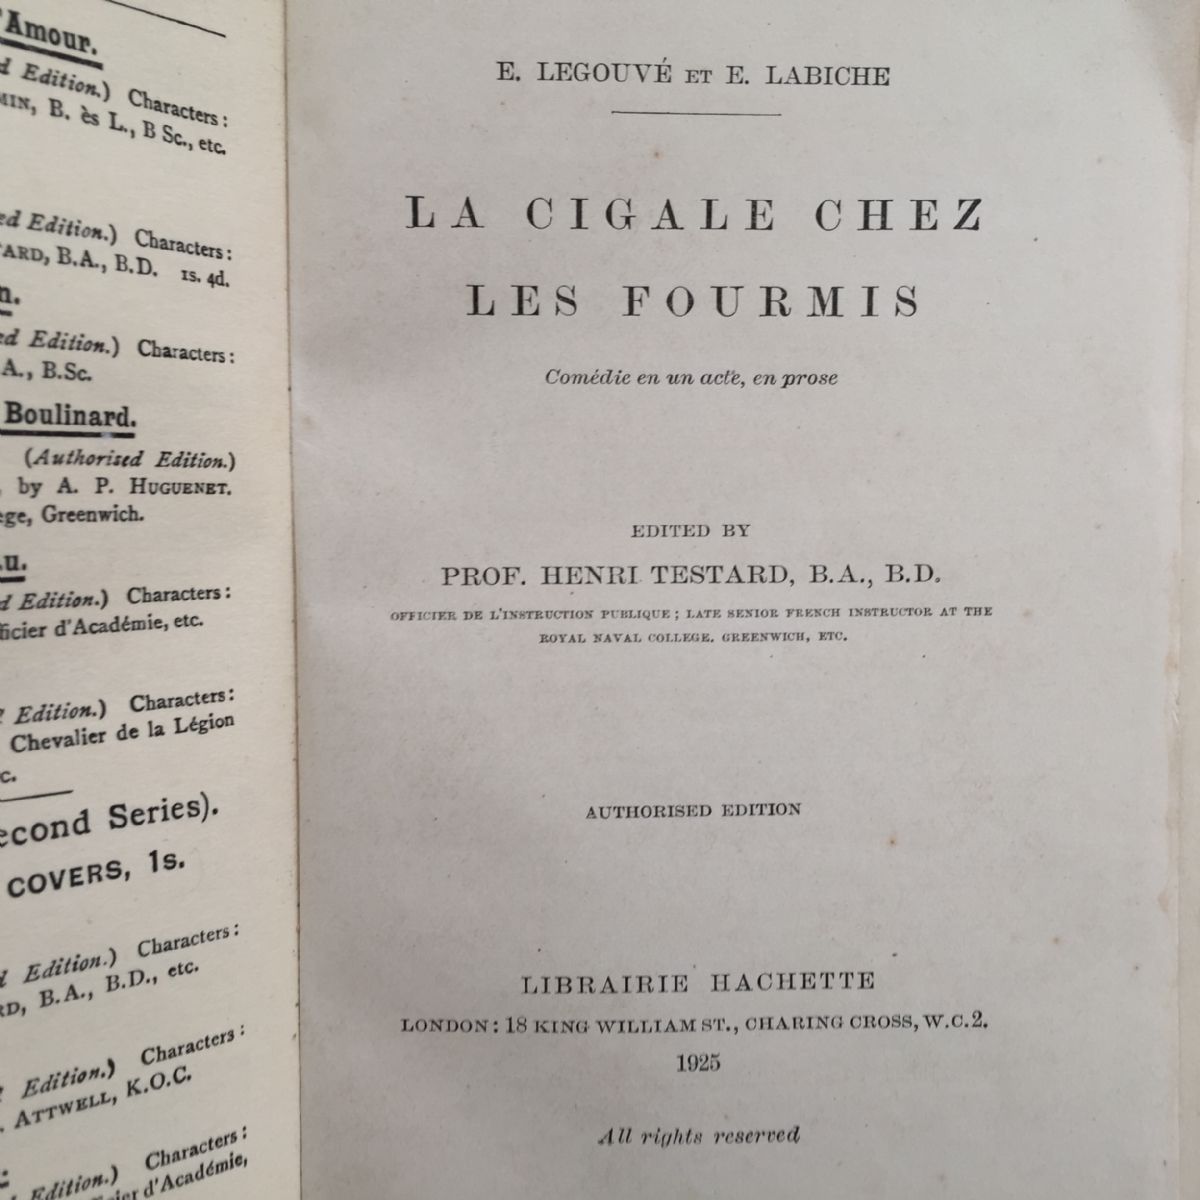 'Amour.
d Edition.) Characters:
MIN, B. ès L., B Sc., etc.
ed Edition.) Characters:
TARD, B.A., B.D. 1s. 4d.
n.
ed Edition.) Characters:
A., B.Sc.
Boulinard.
(Authorised Edition.)
, by A. P. HUGUENET.
ege, Greenwich.
u.
d Edition.) Characters:
ficier d'Académie, etc.
Edition.) Characters:
Chevalier de la Légion
c.
econd Series).
COVERS, 1s.
d Edition.) Characters:
RD, B.A., B.D., etc.
Edition.) Characters:
. ATTWELL, K.O.C.
Edition.) Characters:
cier d'Académie,
E. LEGOUVÉ ET E. LABICHE
LA CIGALE CHEZ
LES FOURMIS
Comédie en un acte, en prose
EDITED BY
PROF. HENRI TESTARD, B.A., B.D.
OFFICIER DE L'INSTRUCTION PUBLIQUE; LATE SENIOR FRENCH INSTRUCTOR AT THE
ROYAL NAVAL COLLEGE, GREENWICH, ETC.
AUTHORISED EDITION
LIBRAIRIE HACHETTE
LONDON: 18 KING WILLIAM ST., CHARING CROSS, W.C.2.
1925
All rights reserved